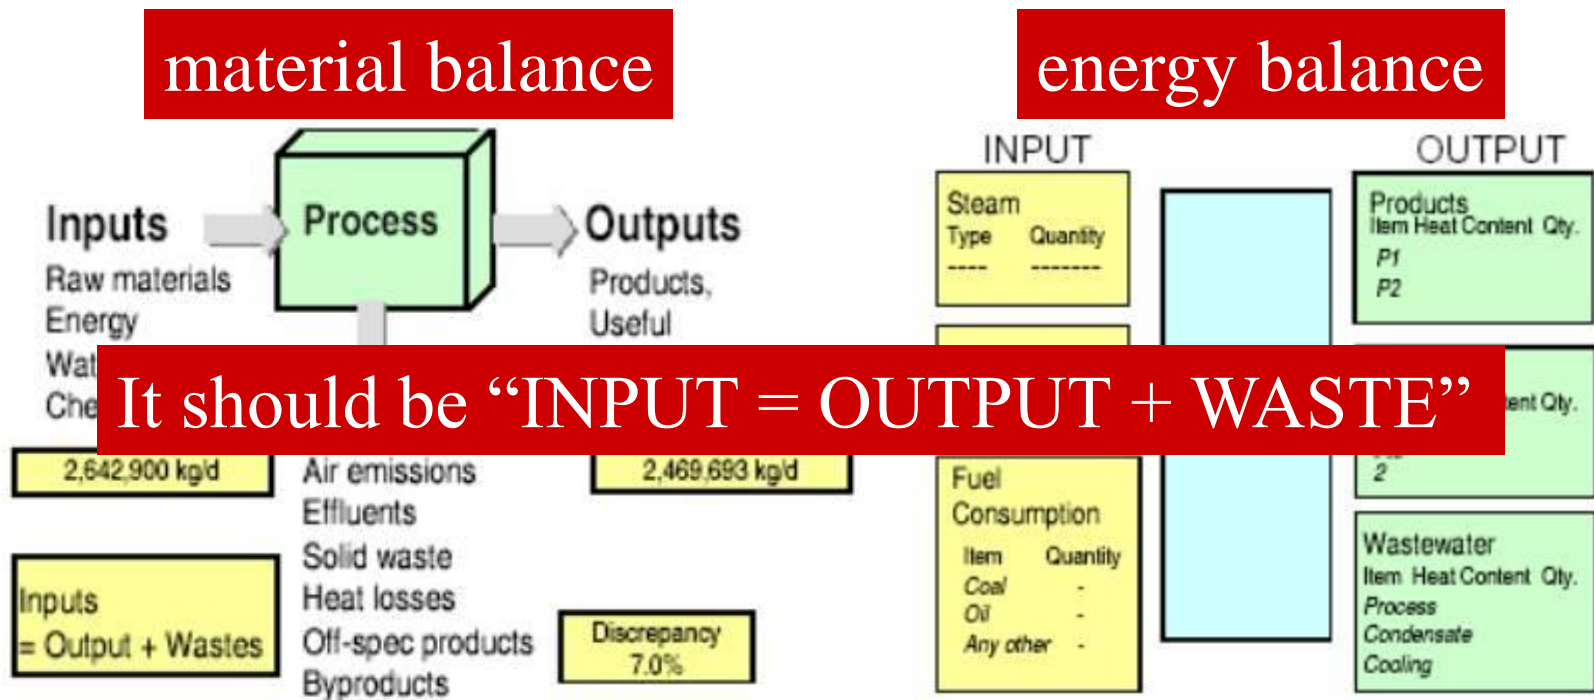 material balance
energy balance
Inputs
Process
Outputs
Raw materials
Energy
Products,
Useful
INPUT
OUTPUT
Steam
Type Quantity
---- -------
Products
Item Heat Content Qty.
P1
P2
It should be “INPUT = OUTPUT + WASTE”
Qty.
2
2,642,900 kg/d
Air emissions
Effluents
Solid waste
Heat losses
Off-spec products
Byproducts
2,469,693 kg/d
Inputs
= Output + Wastes
Discrepancy
7.0%
Fuel
Consumption
Item Quantity
Coal -
Oil -
Any other -
Wastewater
Item Heat Content Qty.
Process
Condensate
Cooling